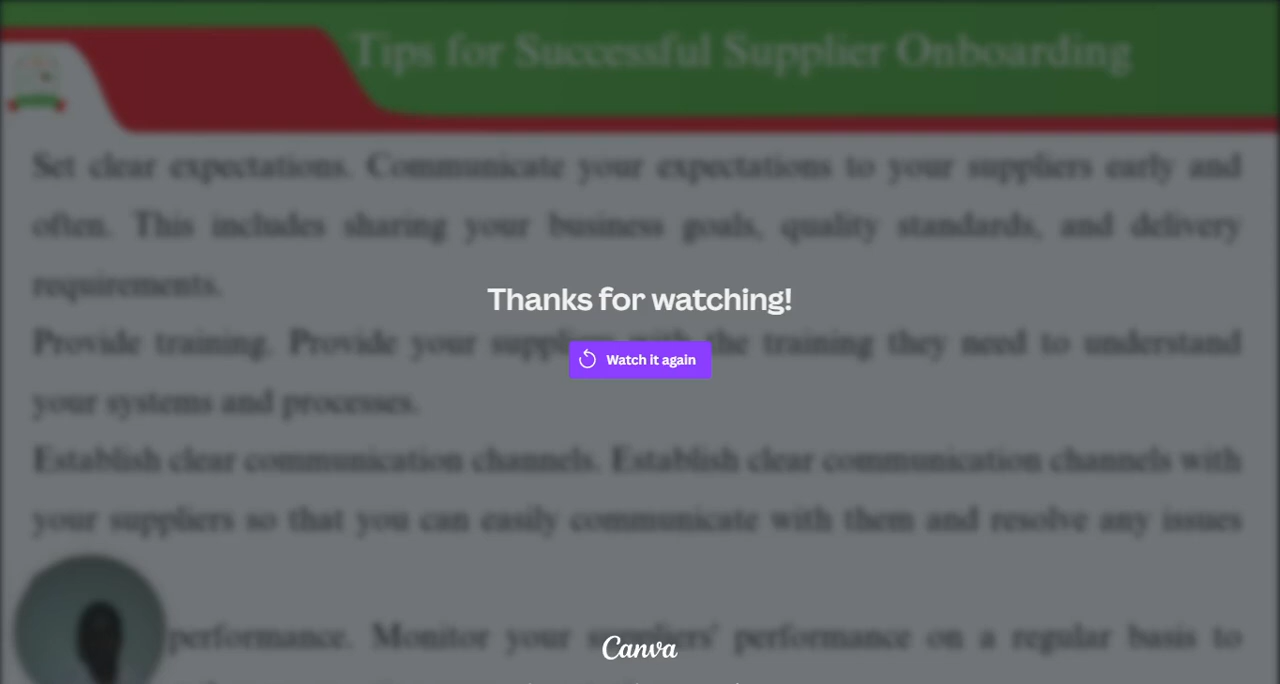 Tips for Successful Supplier Onboarding
Set clear expectations. Communicate your expectations to your suppliers early and
often. This includes sharing your business goals, quality standards, and delivery
requirements.
Thanks for watching!
Provide training. Provide your suppliers with the training they need to understand
Watch it again
your systems and processes.
Establish clear communication channels. Establish clear communication channels with
your suppliers so that you can easily communicate with them and resolve any issues
performance. Monitor your suppliers' performance on a regular basis to
Canva